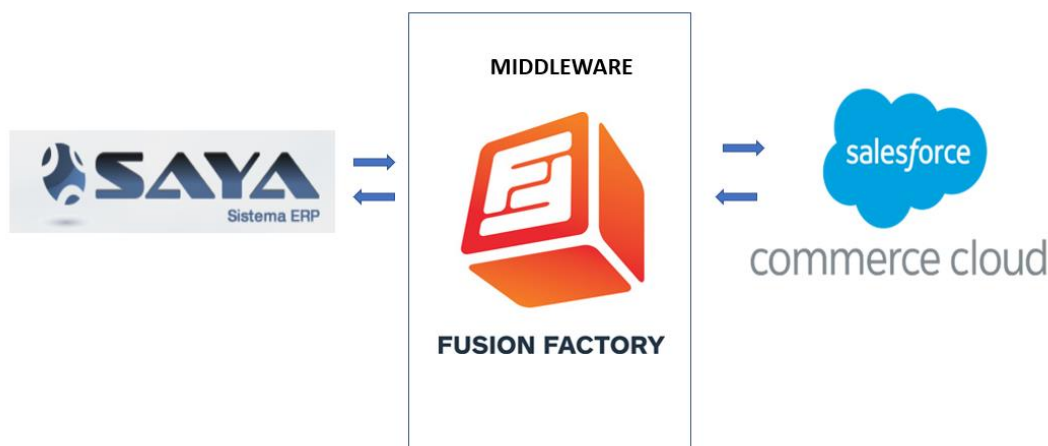 MIDDLEWARE
SAYA
Sistema ERP
FUSION FACTORY
salesforce
commerce cloud